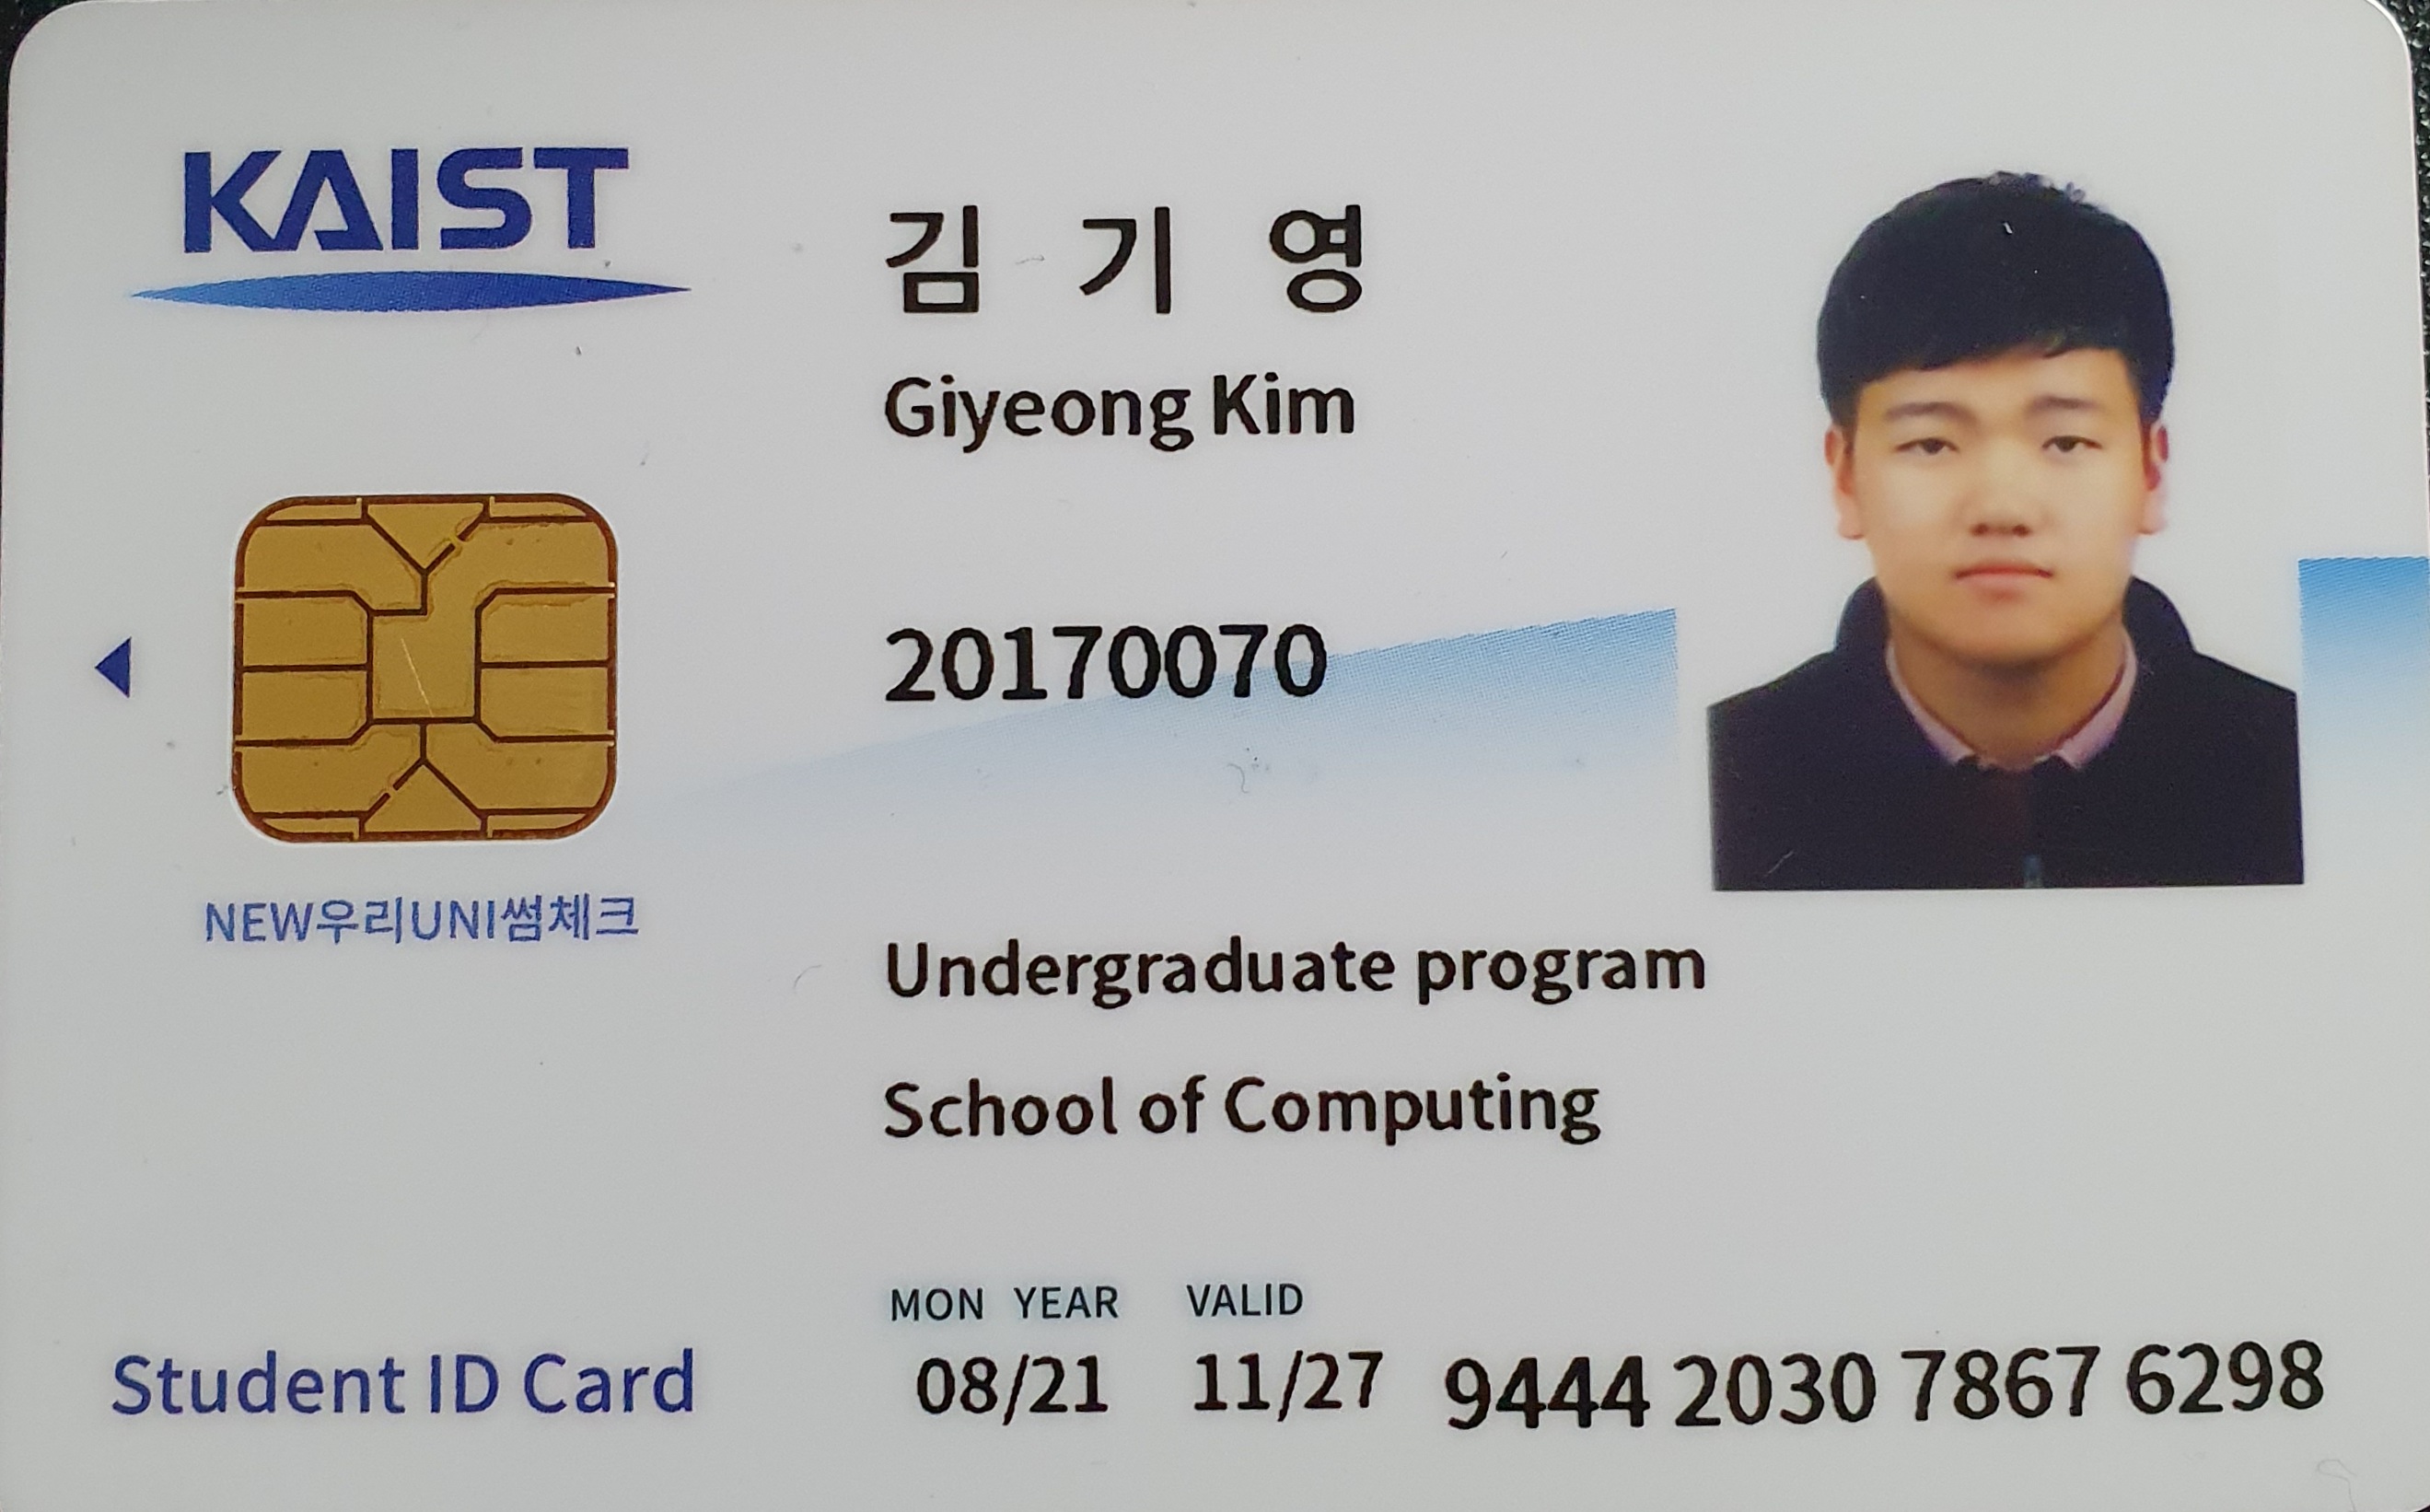 KAIST
김 기 영
Giyeong Kim
20170070
NEW우리UNI썸체크
Undergraduate program
School of Computing
MON YEAR VALID
Student ID Card 08/21 11/27 9444 2030 7867 6298